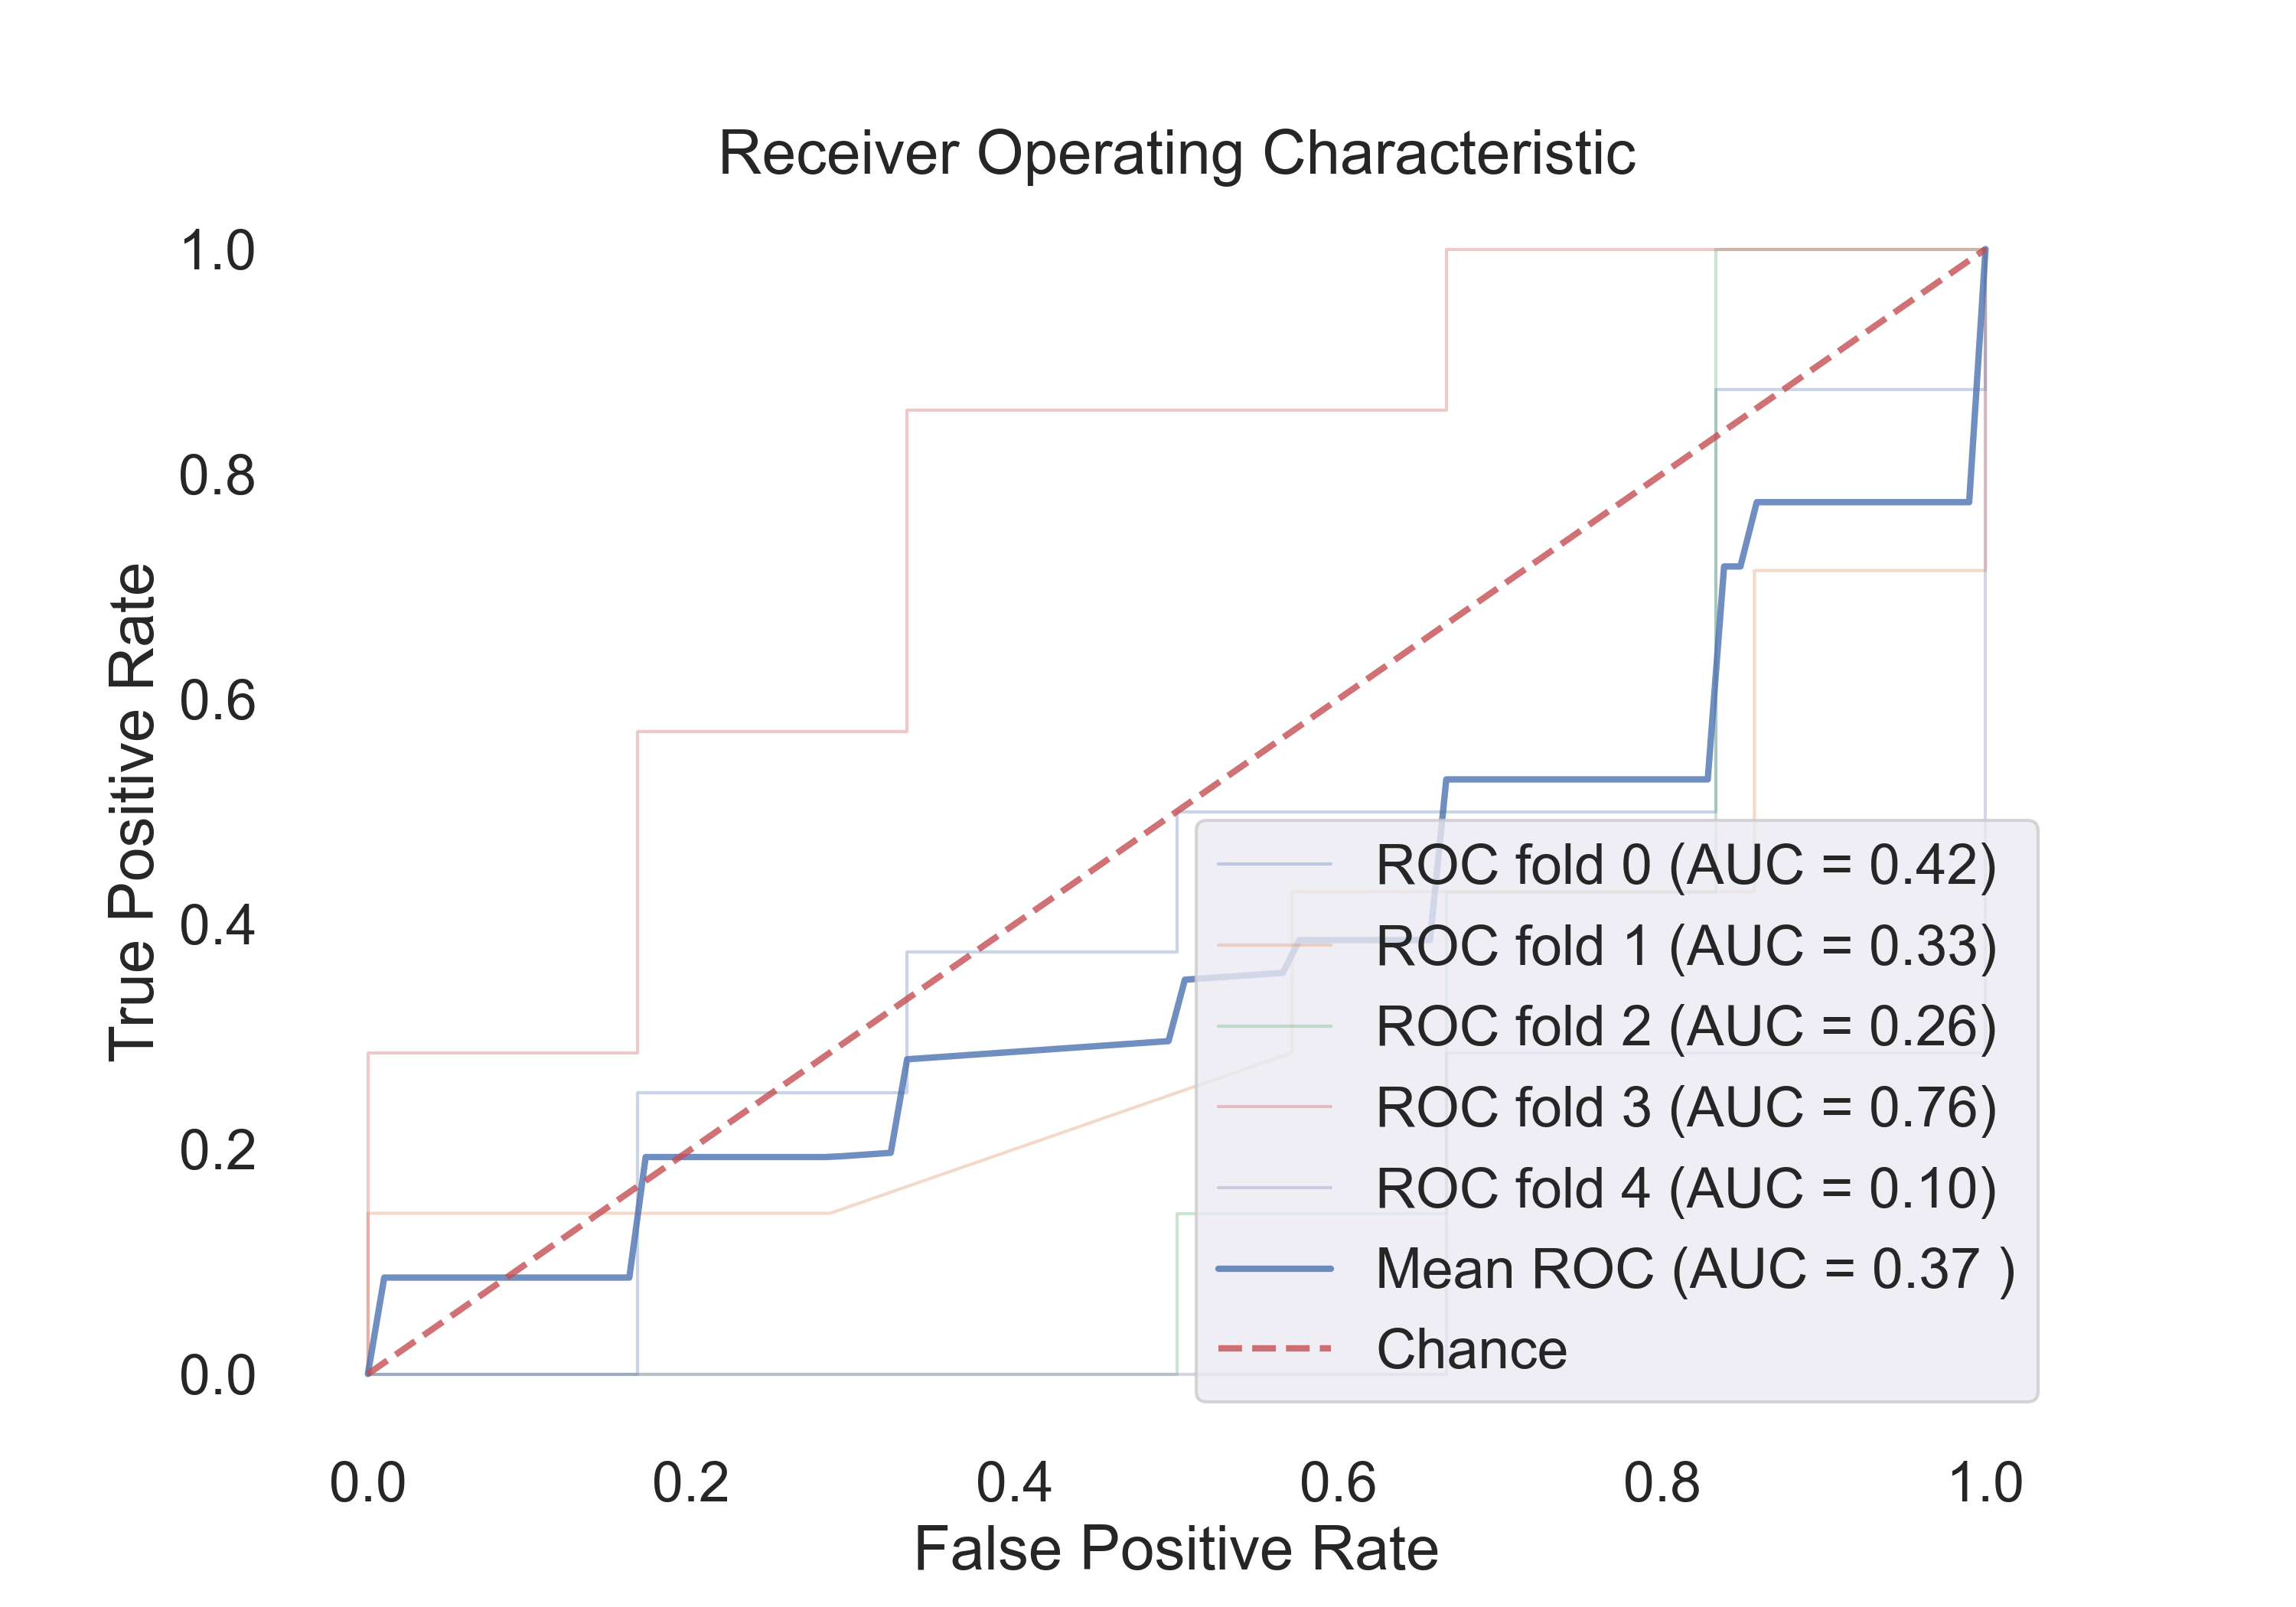 Receiver Operating Characteristic
1.0
0.8
0.6
0.4
0.2
0.0
True Positive Rate
ROC fold 0 (AUC = 0.42)
ROC fold 1 (AUC = 0.33)
ROC fold 2 (AUC = 0.26)
ROC fold 3 (AUC = 0.76)
ROC fold 4 (AUC = 0.10)
Mean ROC (AUC = 0.37 )
Chance
0.0 0.2 0.4 0.6 0.8 1.0
False Positive Rate